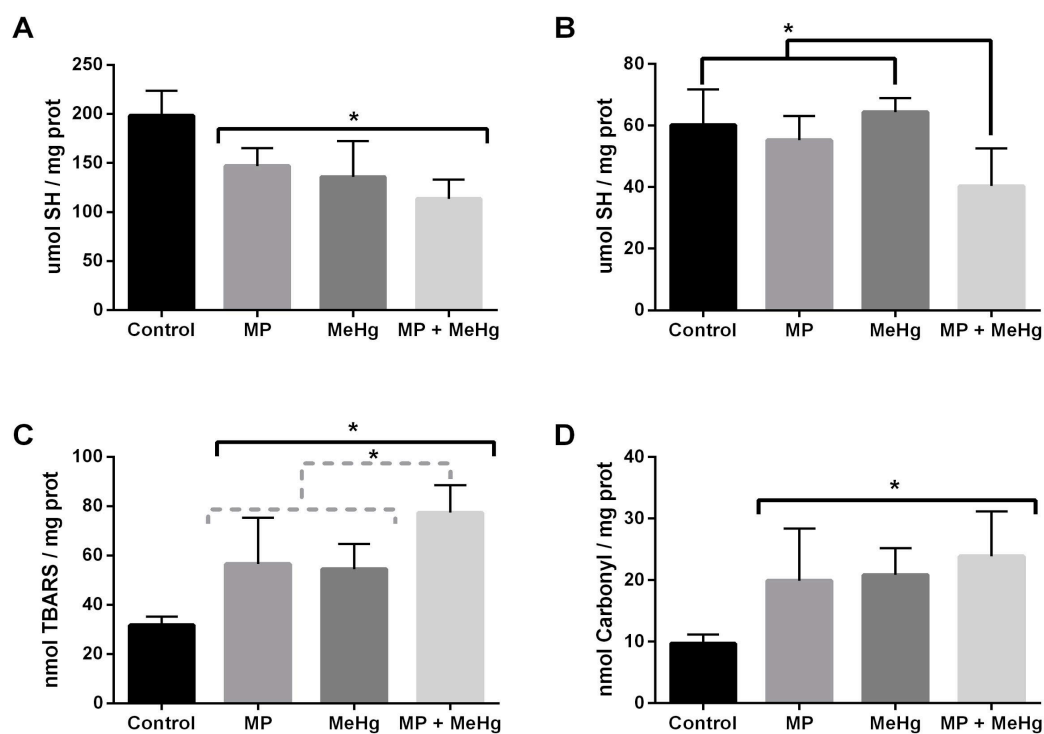 A
umol SH / mg prot
250
200
150
100
50
0
*
Control MP MeHg MP + MeHg
B
umol SH / mg prot
80
60
40
20
0
*
Control MP MeHg MP + MeHg
C
nmol TBARS / mg prot
100
80
60
40
20
0
*
*
Control MP MeHg MP + MeHg
D
nmol Carbonyl / mg prot
40
30
20
10
0
*
Control MP MeHg MP + MeHg